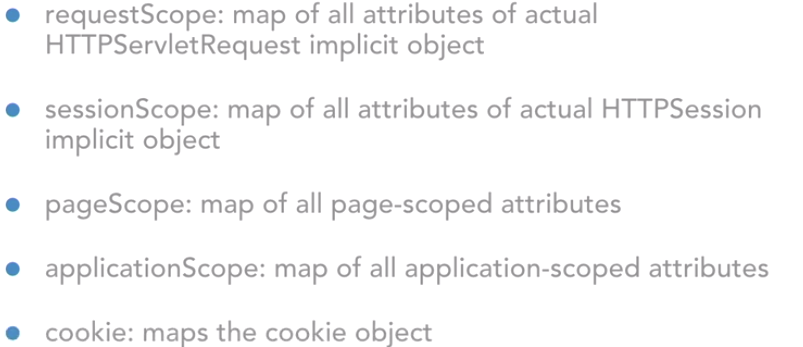 requestScope: map of all attributes of actual
HTTPServletRequest implicit object
sessionScope: map of all attributes of actual HTTPSession
implicit object
pageScope: map of all page-scoped attributes
applicationScope: map of all application-scoped attributes
cookie: maps the cookie object